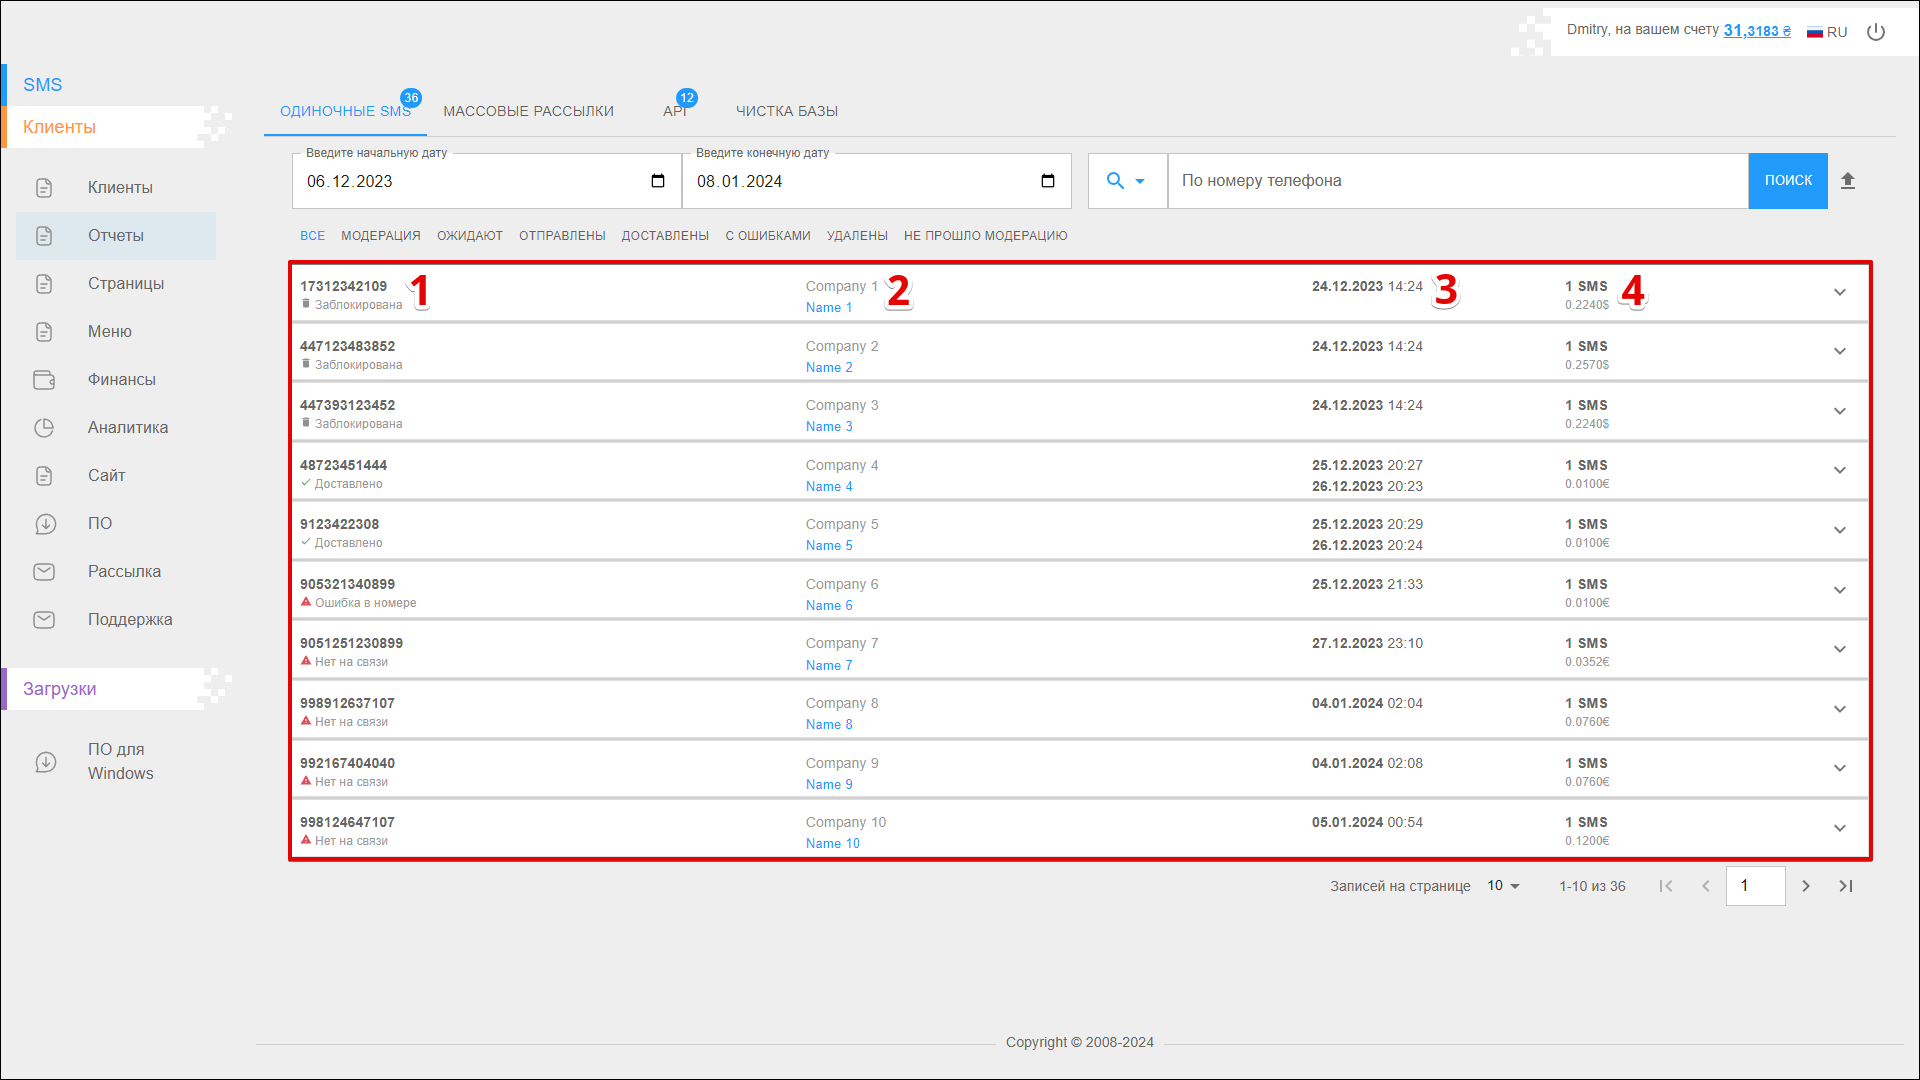 Dmitry, на вашем счету 31,3183 ₴ RU
SMS
Клиенты
Клиенты
Отчеты
Страницы
Меню
Финансы
Аналитика
Сайт
ПО
Рассылка
Поддержка
Загрузки
ПО для
Windows
ОДИНОЧНЫЕ SMS 36 МАССОВЫЕ РАССЫЛКИ API 12 ЧИСТКА БАЗЫ
Введите начальную дату Введите конечную дату
06.12.2023 08.01.2024 По номеру телефона ПОИСК
ВСЕ МОДЕРАЦИЯ ОЖИДАЮТ ОТПРАВЛЕНЫ ДОСТАВЛЕНЫ С ОШИБКАМИ УДАЛЕНЫ НЕ ПРОШЛО МОДЕРАЦИЮ
17312342109 1 Company 1 2 24.12.2023 14:24 3 1 SMS 4
Заблокирована Name 1 0.2240$
447123483852 Company 2 24.12.2023 14:24 1 SMS
Заблокирована Name 2 0.2570$
447393123452 Company 3 24.12.2023 14:24 1 SMS
Заблокирована Name 3 0.2240$
48723451444 Company 4 25.12.2023 20:27 1 SMS
Доставлено Name 4 26.12.2023 20:23 0.0100€
9123422308 Company 5 25.12.2023 20:29 1 SMS
Доставлено Name 5 26.12.2023 20:24 0.0100€
905321340899 Company 6 25.12.2023 21:33 1 SMS
Ошибка в номере Name 6 0.0100€
9051251230899 Company 7 27.12.2023 23:10 1 SMS
Нет на связи Name 7 0.0352€
998912637107 Company 8 04.01.2024 02:04 1 SMS
Нет на связи Name 8 0.0760€
992167404040 Company 9 04.01.2024 02:08 1 SMS
Нет на связи Name 9 0.0760€
998124647107 Company 10 05.01.2024 00:54 1 SMS
Нет на связи Name 10 0.1200€
Записей на странице 10 1-10 из 36 1
Copyright © 2008-2024